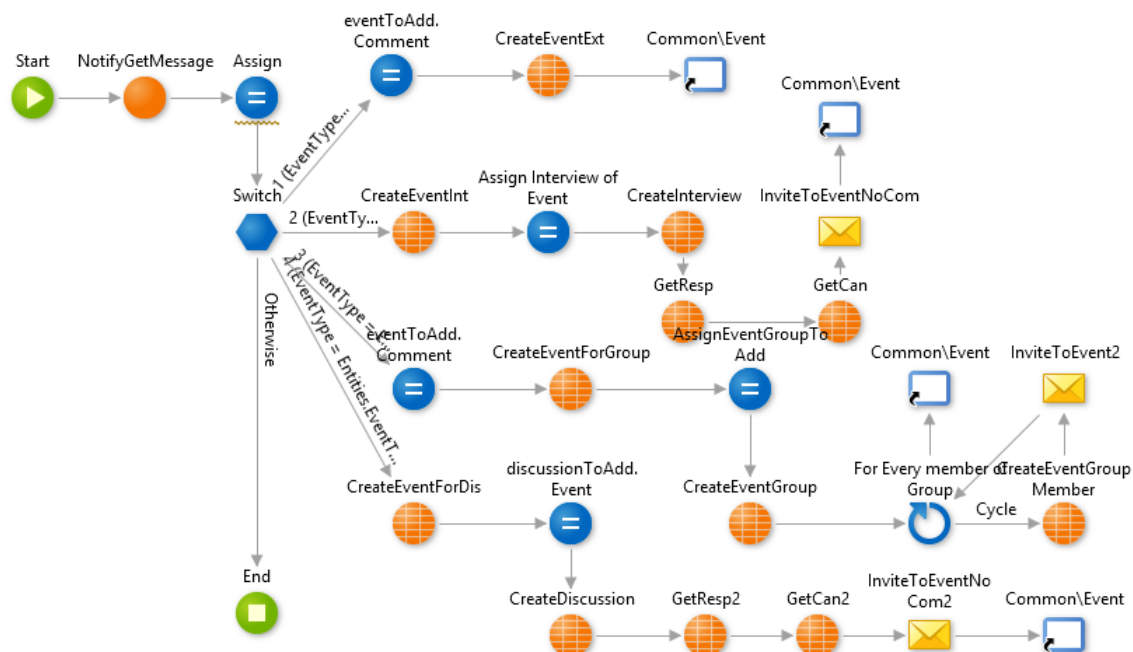 eventToAdd.
Comment
CreateEventExt
Common\Event
Start
NotifyGetMessage
Assign
Common\Event
1 (EventType...
Switch
CreateEventInt
Assign Interview of
Event
CreateInterview
InviteToEventNoCom
2 (EventTy...
3 (EventType = E...
4 (EventType = Entities.EventT...
Otherwise
GetResp
GetCan
eventToAdd.
Comment
CreateEventForGroup
AssignEventGroupTo
Add
Common\Event
InviteToEvent2
CreateEventForDis
discussionToAdd.
Event
CreateEventGroup
For Every member of
Group
CreateEventGroup
Member
Cycle
End
CreateDiscussion
GetResp2
GetCan2
InviteToEventNo
Com2
Common\Event